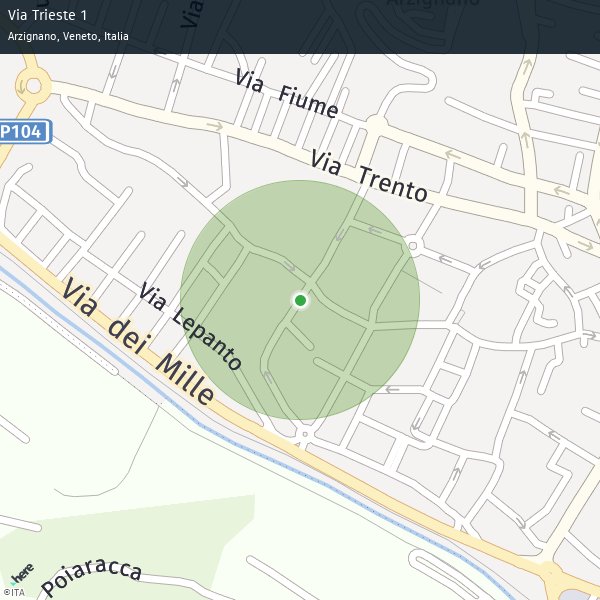 Via Trieste 1
Arzignano, Veneto, Italia
Arzignano
Via
Via Fiume
P104
Via Trento
Via Lepanto
Via dei Mille
Poiaracca
here
©ITA